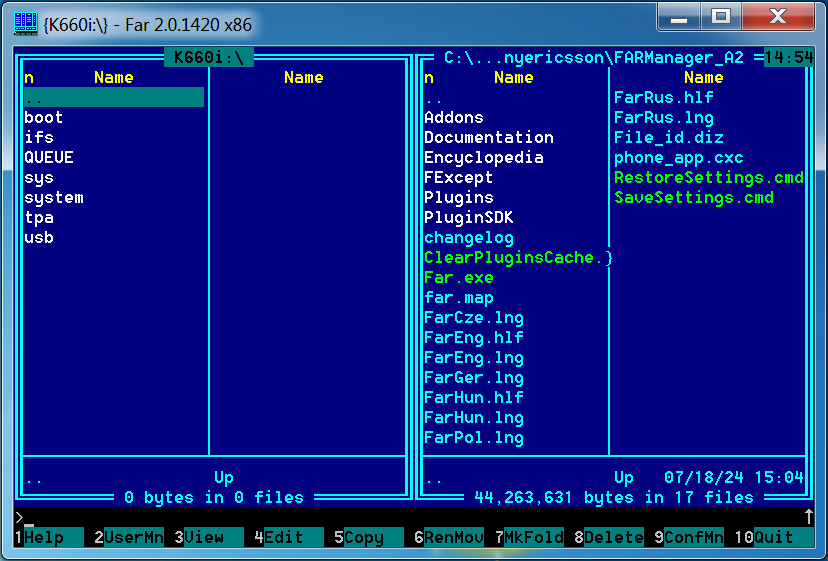 {K660i:\} - Far 2.0.1420 x86
K660i:\
n Name Name
..
boot
ifs
QUEUE
sys
system
tpa
usb
.. Up
0 bytes in 0 files
C:\...nyericsson\FARManager_A2 14:54
n Name Name
..
Addons
Documentation
Encyclopedia
FExcept
Plugins
PluginSDK
changelog
ClearPluginsCache.}
Far.exe
far.map
FarCze.lng
FarEng.hlf
FarEng.lng
FarGer.lng
FarHun.hlf
FarHun.lng
FarPol.lng
FarRus.hlf
FarRus.lng
File_id.diz
phone_app.cxc
RestoreSettings.cmd
SaveSettings.cmd
.. Up 07/18/24 15:04
44,263,631 bytes in 17 files
>_ ↑
1Help 2UserMn 3View 4Edit 5Copy 6RenMov 7MkFold 8Delete 9ConfMn 10Quit